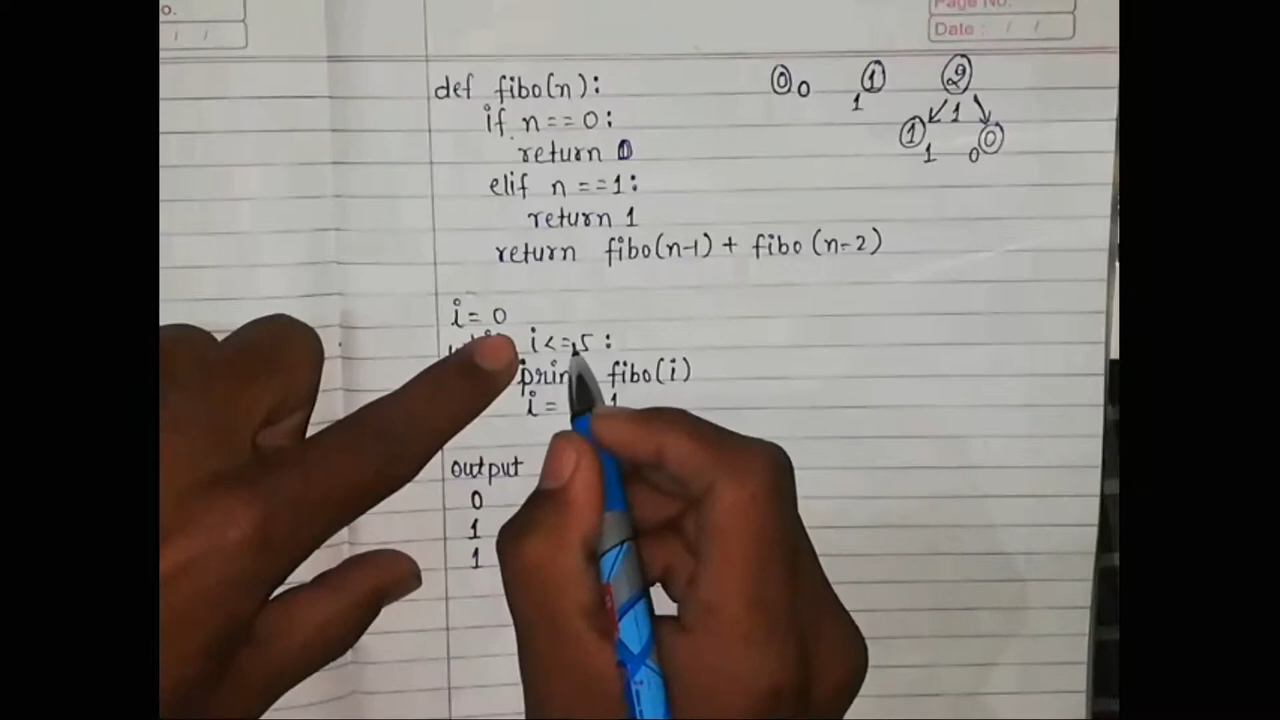 o.
/ /
Page No.
Date : / /
def fibo(n):
if n==0:
return 0
elif n==1:
return 1
return fibo(n-1) + fibo(n-2)
0 0 1 1 2
1
1 1 0 0
i= 0
i<=5 :
fibo(i)
i= 1
output
0
1
1